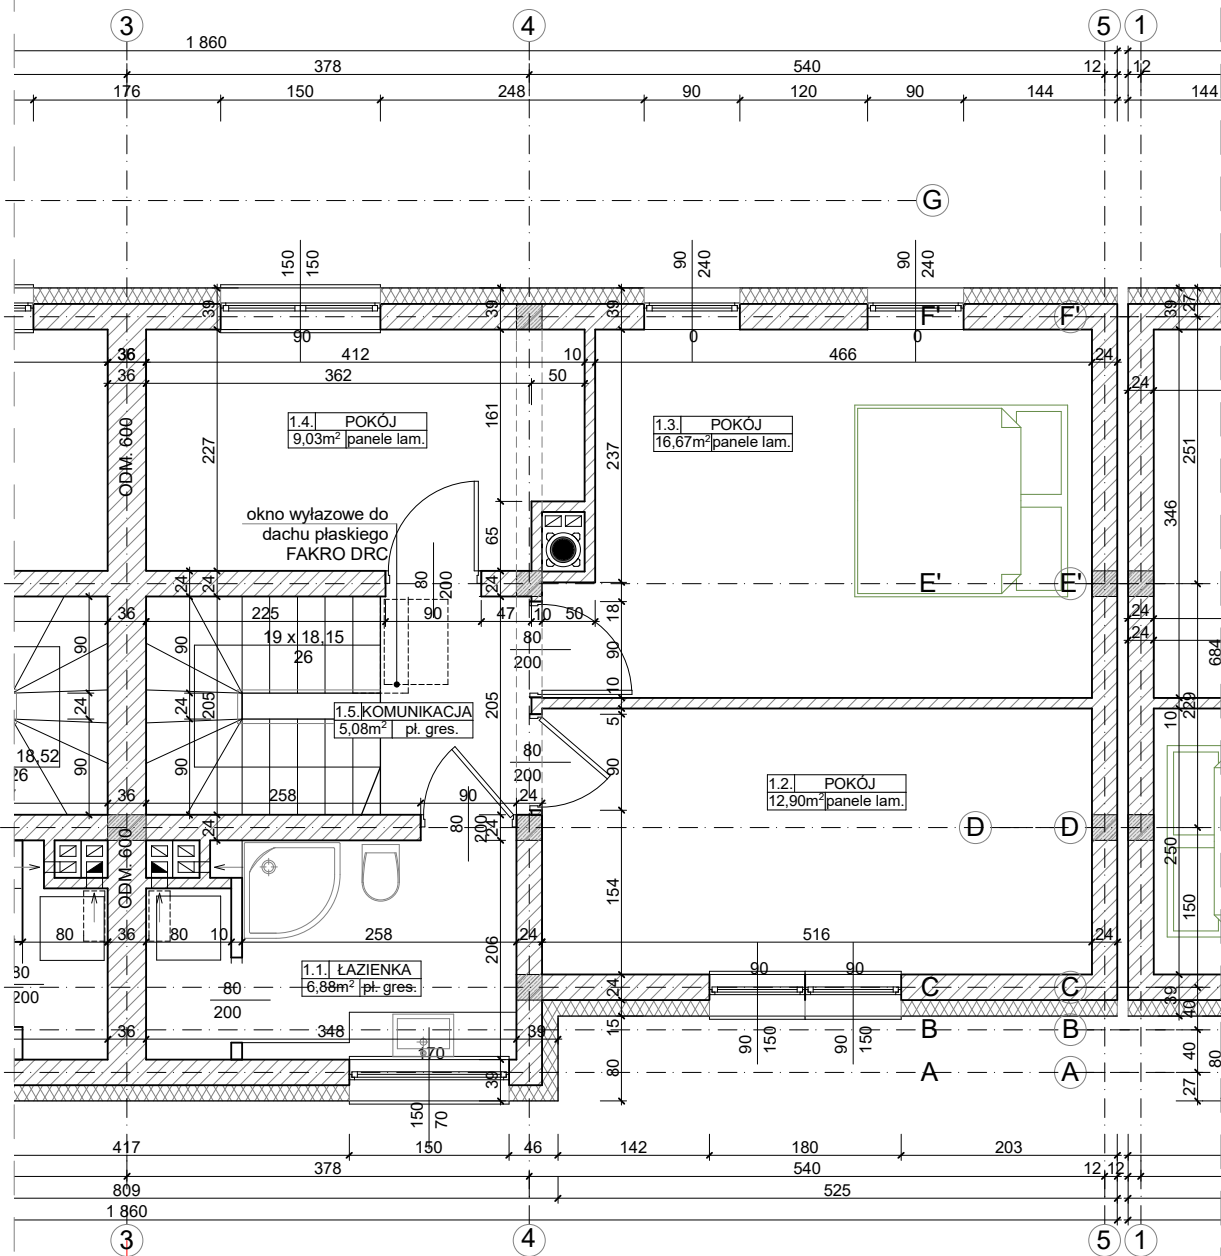 3 4 5 1
1 860
378 540 12 12
176 150 248 90 120 90 144 144
G
150 150 90 240 90 240
39 39 39 39 27
90 0 0 F' F'
36 412 10 466 24
36 362 50 24
1.4. POKÓJ
9,03m² panele lam.
1.3. POKÓJ
16,67m² panele lam.
ODM. 600
227 161 237 251
346
okno wyłazowe do
dachu płaskiego
FAKRO DRC
65
24 24 80 200 24 E' E'
36 225 90 47 10 50 18 24
19 x 18,15
26
80
200
90 90 90 24
684
10
24 24 205 205 229
1.5. KOMUNIKACJA
5,08m² pł. gres.
5 10
18,52
26
90 90 80
200
90
1.2. POKÓJ
12,90m² panele lam.
36 258 90 24
24 80 200 24 D D
ODM. 600
250
154 150
80 36 80 10 258 24 516 24
206
1.1. ŁAZIENKA
6,88m² pł. gres.
90 90
80
200
80
200
24 C C 39 40
36 348 39 15 B B
170 90 150 90 150 40 80
39 80 A A 27
150 70
417 150 46 142 180 203
378 540 12 12
809 525
1 860
3 4 5 1